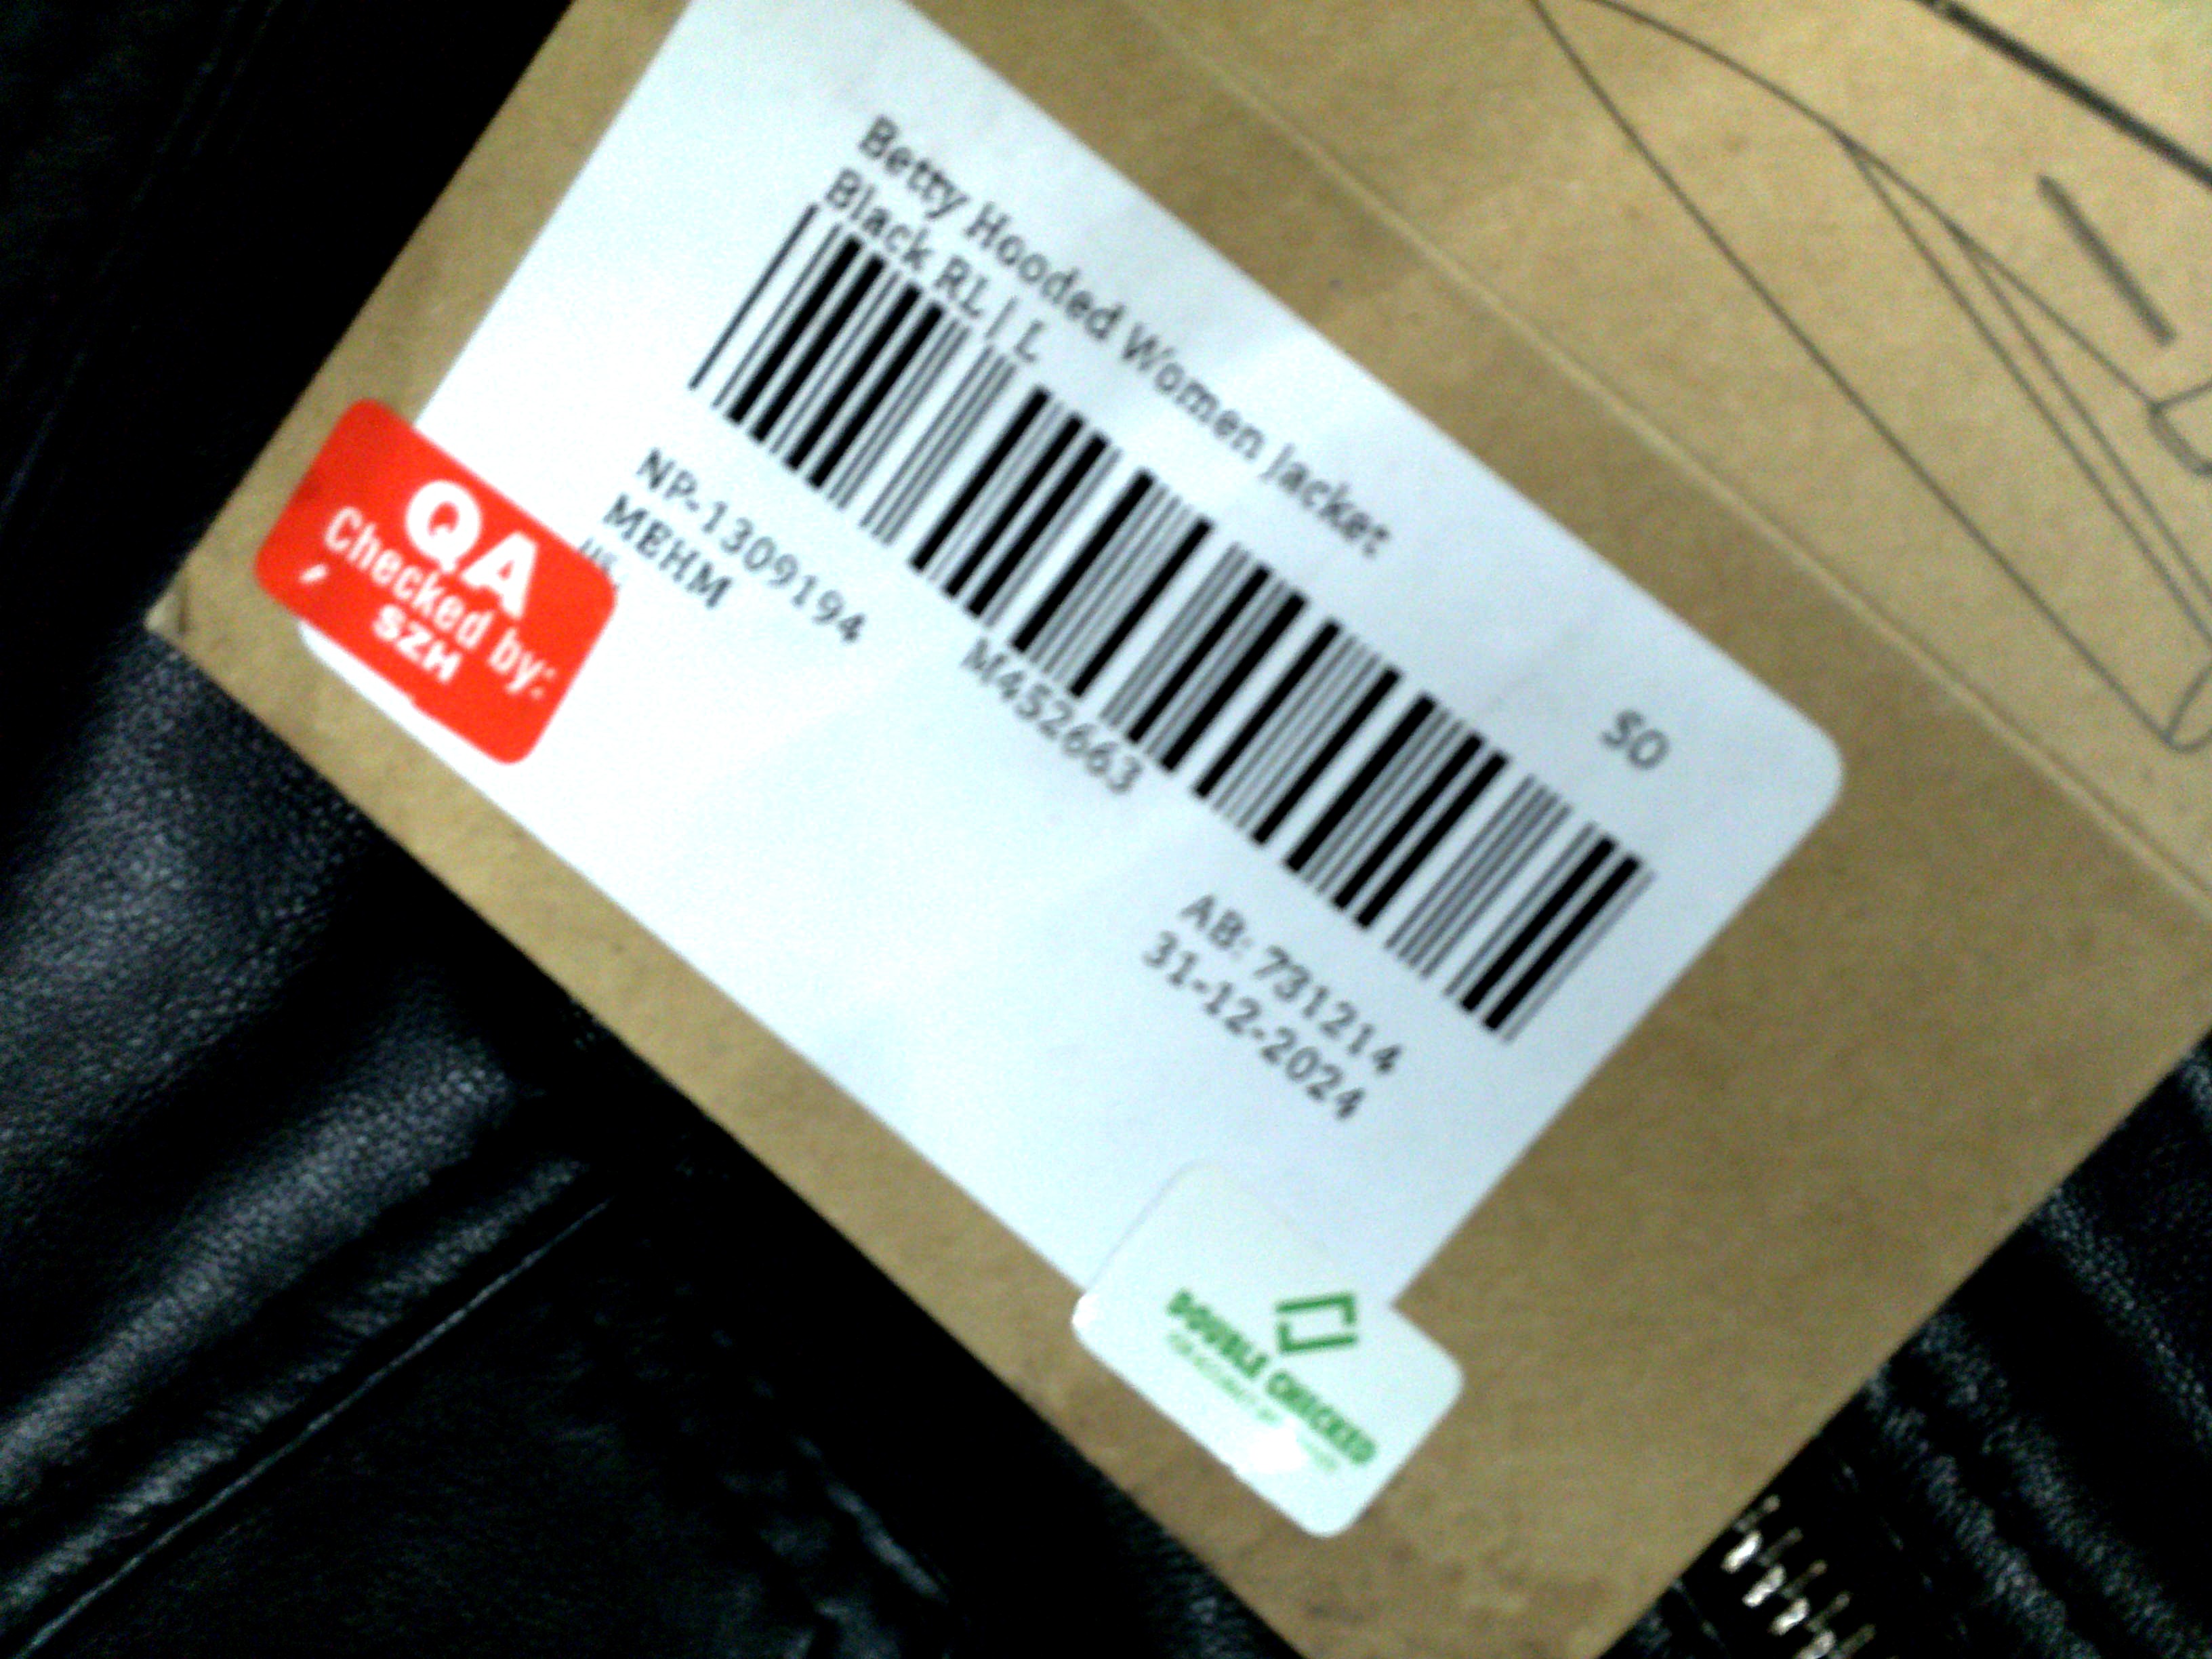 Betty Hooded Women Jacket
Black RL | L
SO
M452663
NP-1309194
MEHM
AB: 731214
31-12-2024
QA
Checked by:
SZH
DOUBLE CHECKED